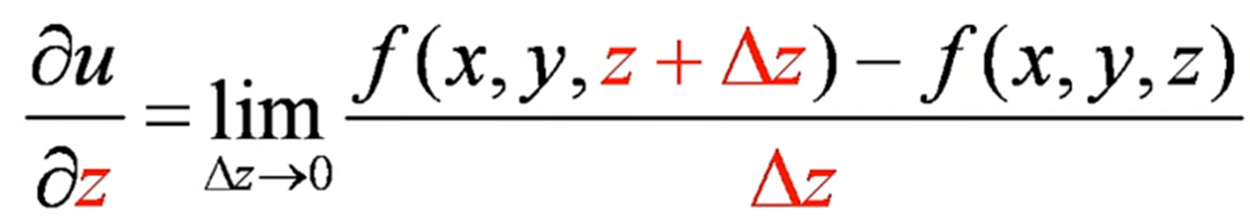 ∂u/∂z = lim_{Δz→0} (f(x, y, z + Δz) − f(x, y, z))/Δz